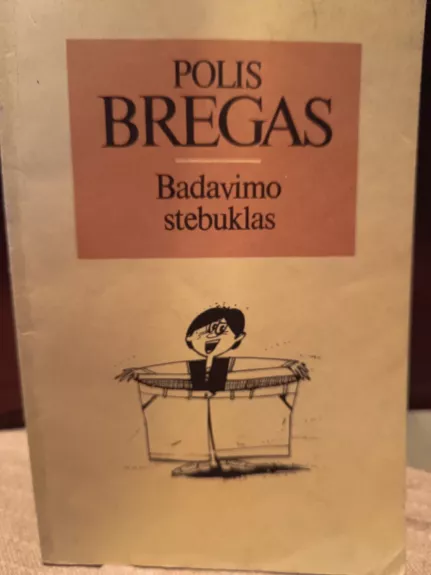 POLIS
BREGAS
Badavimo
stebuklas